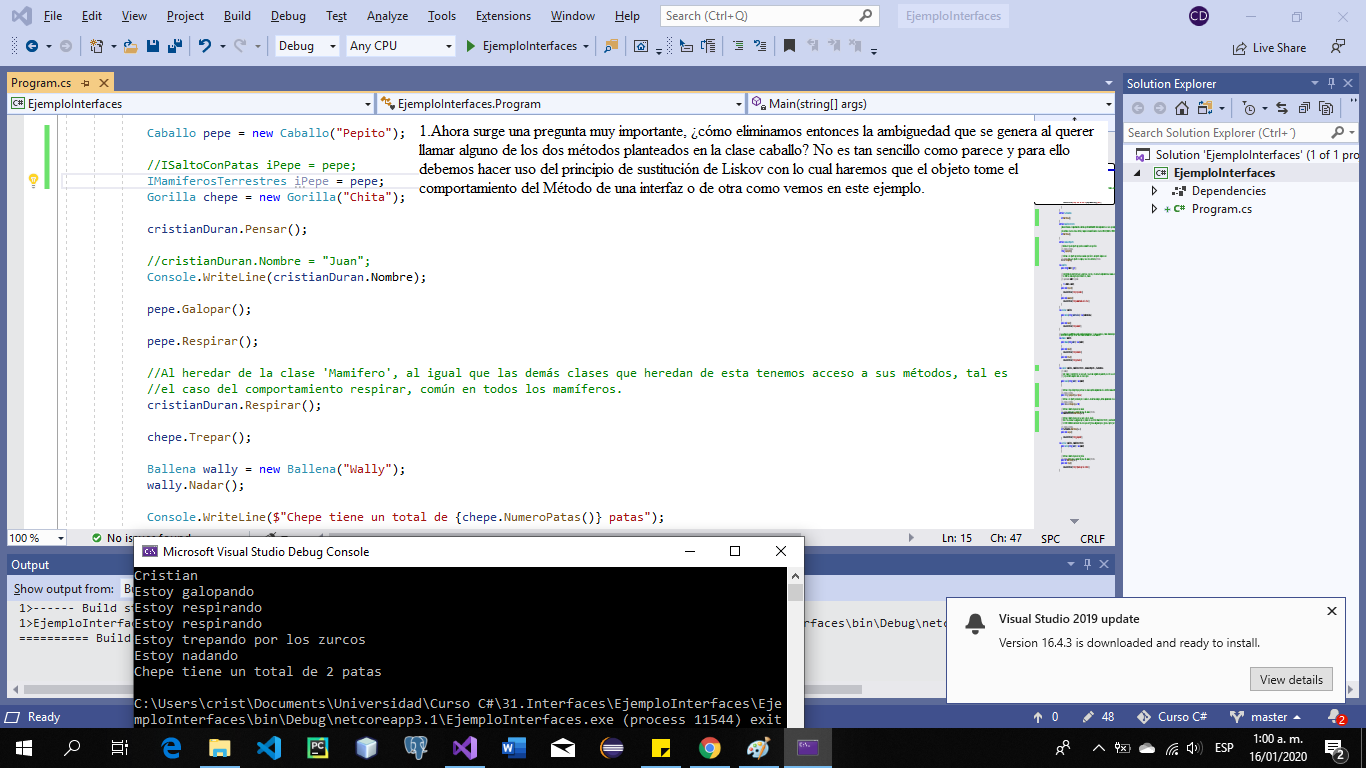 File Edit View Project Build Debug Test Analyze Tools Extensions Window Help Search (Ctrl+Q) EjemploInterfaces CD
Debug Any CPU EjemploInterfaces Live Share
Program.cs
EjemploInterfaces EjemploInterfaces.Program Main(string[] args)
Caballo pepe = new Caballo("Pepito");
//ISaltoConPatas iPepe = pepe;
IMamiferosTerrestres iPepe = pepe;
Gorilla chepe = new Gorilla("Chita");
cristianDuran.Pensar();
//cristianDuran.Nombre = "Juan";
Console.WriteLine(cristianDuran.Nombre);
pepe.Galopar();
pepe.Respirar();
//Al heredar de la clase 'Mamifero', al igual que las demás clases que heredan de esta tenemos acceso a sus métodos, tal es
//el caso del comportamiento respirar, común en todos los mamíferos.
cristianDuran.Respirar();
chepe.Trepar();
Ballena wally = new Ballena("Wally");
wally.Nadar();
Console.WriteLine($"Chepe tiene un total de {chepe.NumeroPatas()} patas");
1.Ahora surge una pregunta muy importante, ¿cómo eliminamos entonces la ambiguedad que se genera al querer
llamar alguno de los dos métodos planteados en la clase caballo? No es tan sencillo como parece y para ello
debemos hacer uso del principio de sustitución de Liskov con lo cual haremos que el objeto tome el
comportamiento del Método de una interfaz o de otra como vemos en este ejemplo.
100 % Ln: 15 Ch: 47 SPC CRLF
Solution Explorer
Search Solution Explorer (Ctrl+´)
Solution 'EjemploInterfaces' (1 of 1 pro
EjemploInterfaces
Dependencies
Program.cs
Output
Show output from:
1>------ Build
1>EjemploInterfa
========== Build
rfaces\bin\Debug\netc
Microsoft Visual Studio Debug Console
Cristian
Estoy galopando
Estoy respirando
Estoy respirando
Estoy trepando por los zurcos
Estoy nadando
Chepe tiene un total de 2 patas
C:\Users\crist\Documents\Universidad\Curso C#\31.Interfaces\EjemploInterfaces\Eje
mploInterfaces\bin\Debug\netcoreapp3.1\EjemploInterfaces.exe (process 11544) exit
Visual Studio 2019 update
Version 16.4.3 is downloaded and ready to install.
View details
Ready 0 48 Curso C# master 2
ESP 1:00 a. m.
16/01/2020 2